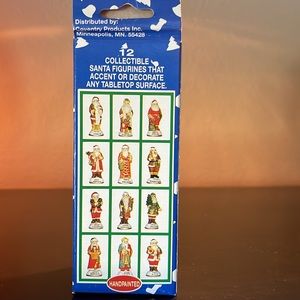 Distributed by:
Coventry Products Inc.
Minneapolis, MN. 55428
12
COLLECTIBLE
SANTA FIGURINES THAT
ACCENT OR DECORATE
ANY TABLETOP SURFACE.
HANDPAINTED